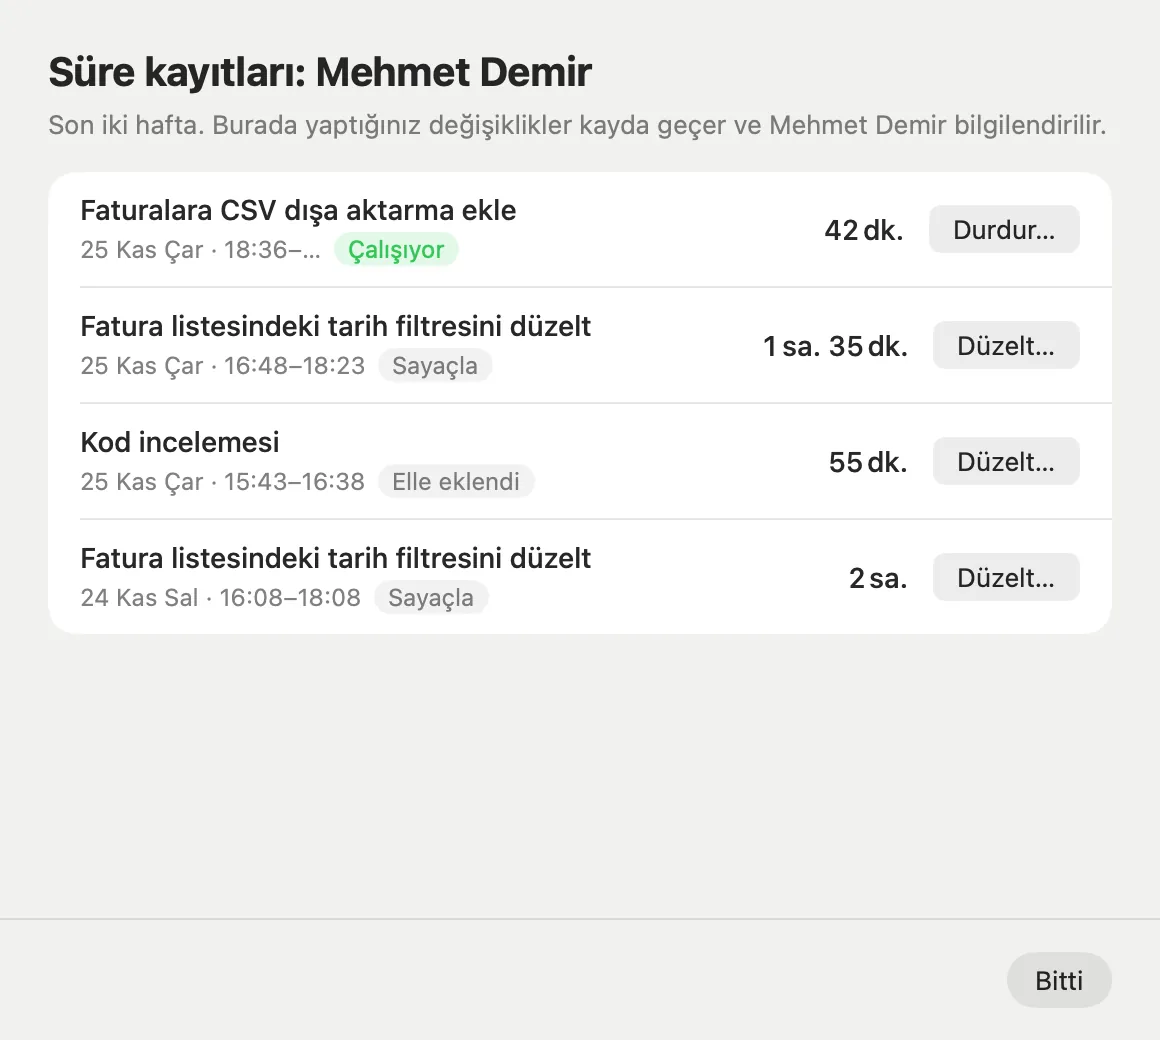 Süre kayıtları: Mehmet Demir
Son iki hafta. Burada yaptığınız değişiklikler kayda geçer ve Mehmet Demir bilgilendirilir.
Faturalara CSV dışa aktarma ekle
25 Kas Çar · 18:36–... Çalışıyor
42 dk. Durdur...
Fatura listesindeki tarih filtresini düzelt
25 Kas Çar · 16:48–18:23 Sayaçla
1 sa. 35 dk. Düzelt...
Kod incelemesi
25 Kas Çar · 15:43–16:38 Elle eklendi
55 dk. Düzelt...
Fatura listesindeki tarih filtresini düzelt
24 Kas Sal · 16:08–18:08 Sayaçla
2 sa. Düzelt...
Bitti